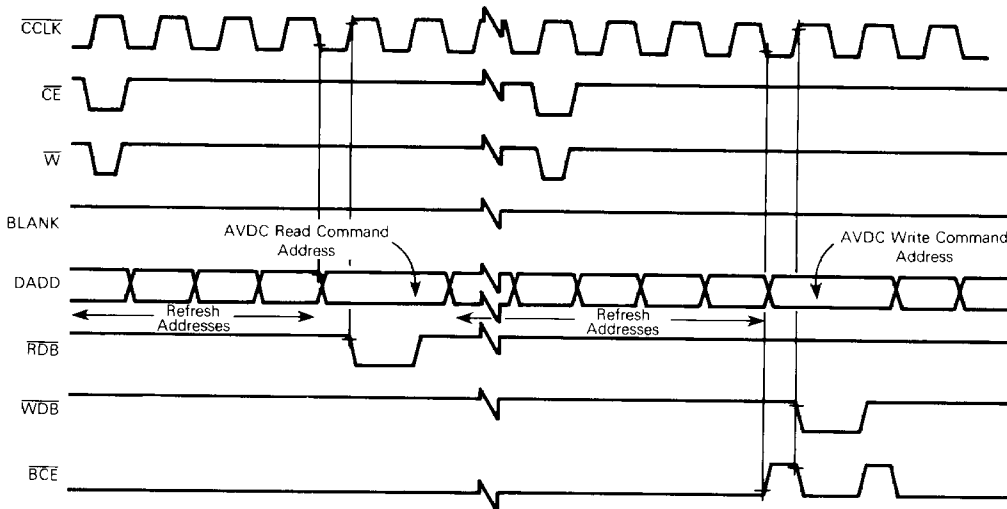 CCLK
CE
W
BLANK
AVDC Read Command
Address
AVDC Write Command
Address
DADD
Refresh
Addresses
Refresh
Addresses
RDB
WDB
BCE